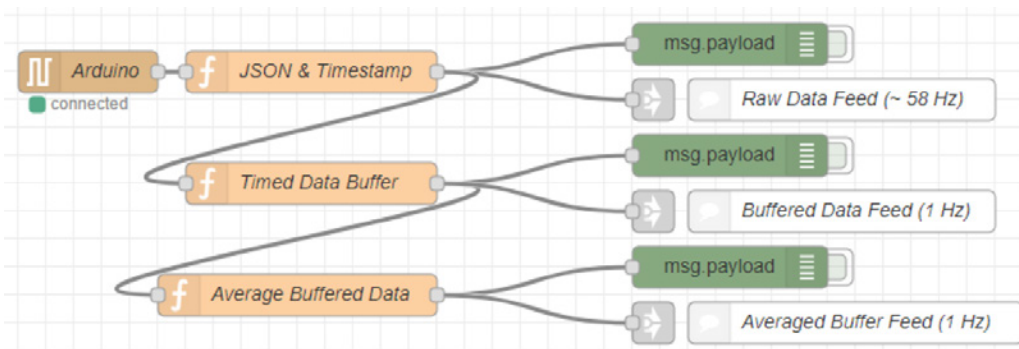 msg.payload
Arduino
JSON & Timestamp
connected
Raw Data Feed (~ 58 Hz)
msg.payload
Timed Data Buffer
Buffered Data Feed (1 Hz)
msg.payload
Average Buffered Data
Averaged Buffer Feed (1 Hz)